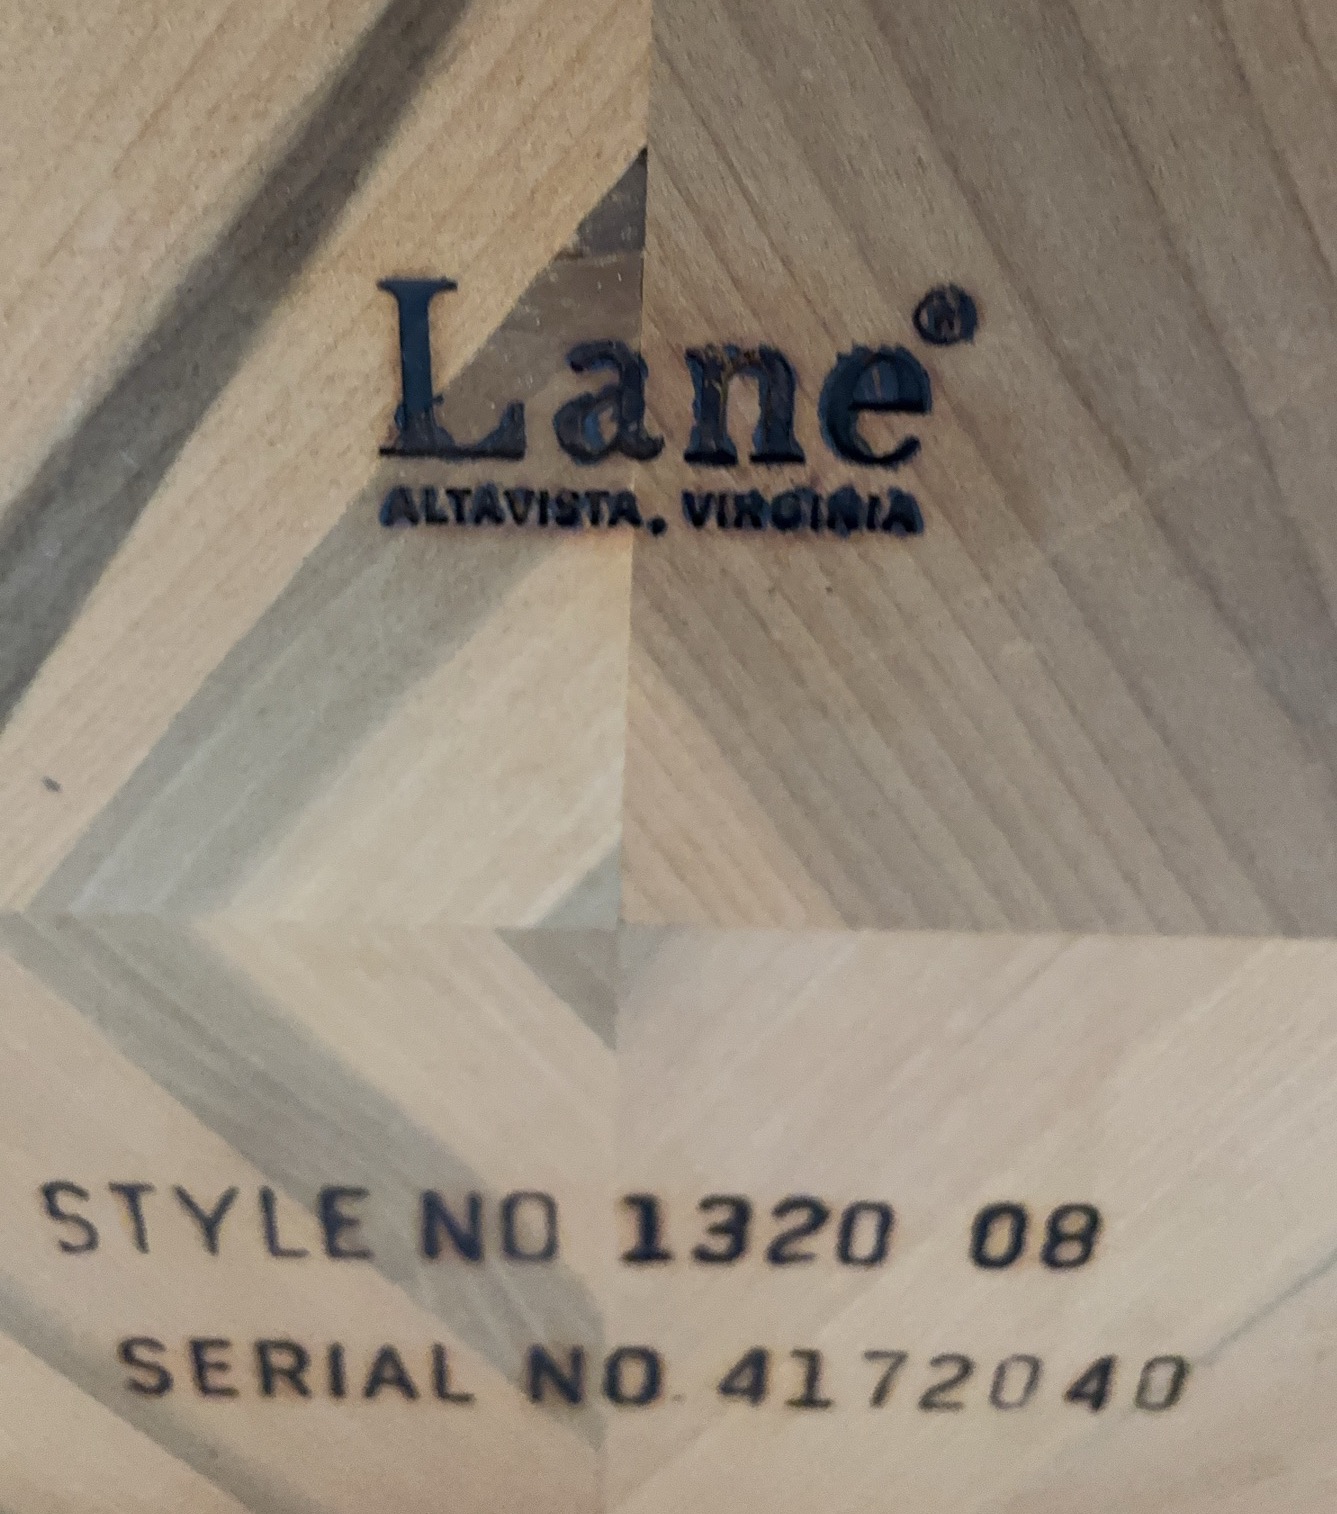 Lane®
ALTAVISTA, VIRGINIA
STYLE NO 1320 08
SERIAL NO. 4172040